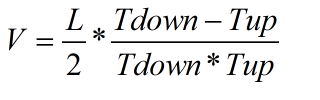 V = L/2 * (Tdown − Tup)/(Tdown * Tup)